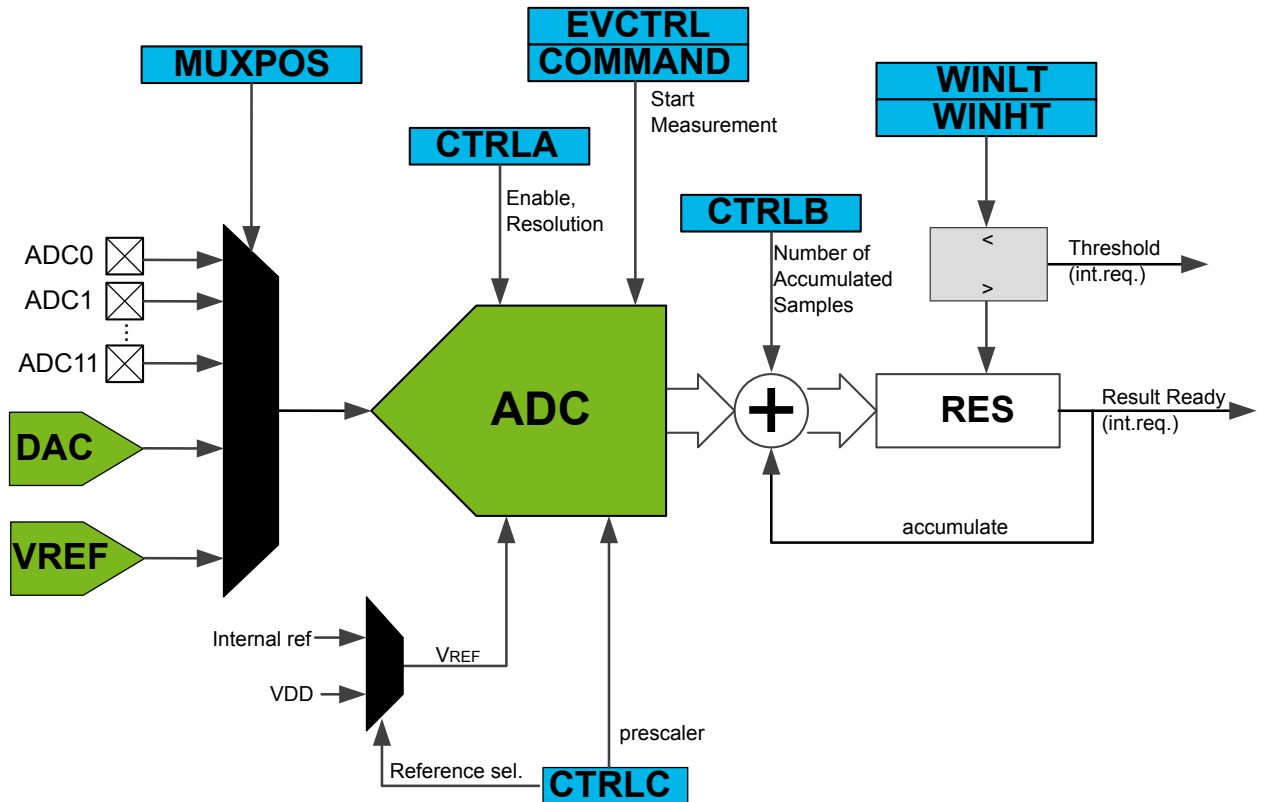 EVCTRL
COMMAND
MUXPOS
WINLT
WINHT
Start
Measurement
CTRLA
Enable,
Resolution
CTRLB
Number of
Accumulated
Samples
<
>
Threshold
(int.req.)
ADC0
ADC1
ADC11
DAC
VREF
ADC
+
RES
Result Ready
(int.req.)
accumulate
Internal ref
VREF
VDD
prescaler
Reference sel.
CTRLC